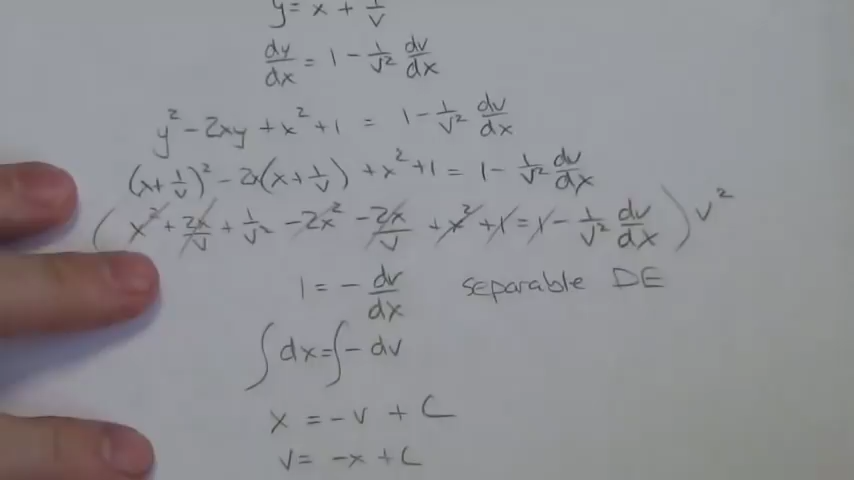 y = x + 1/v
dy/dx = 1 - 1/v² dv/dx
y² - 2xy + x² + 1 = 1 - 1/v² dv/dx
(x + 1/v)² - 2x(x + 1/v) + x² + 1 = 1 - 1/v² dv/dx
(x² + 2x/v + 1/v² - 2x² - 2x/v + x² + 1 = 1 - 1/v² dv/dx) v²
1 = - dv/dx separable DE
∫ dx = ∫ - dv
x = -v + C
v = -x + C